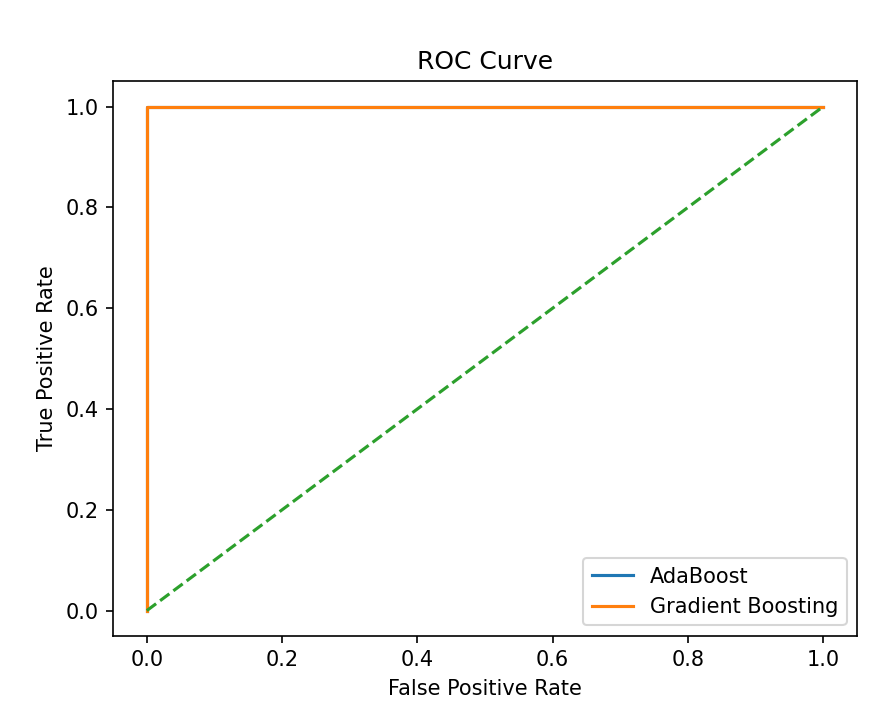 ROC Curve
True Positive Rate
1.0
0.8
0.6
0.4
0.2
0.0
AdaBoost
Gradient Boosting
0.0 0.2 0.4 0.6 0.8 1.0
False Positive Rate